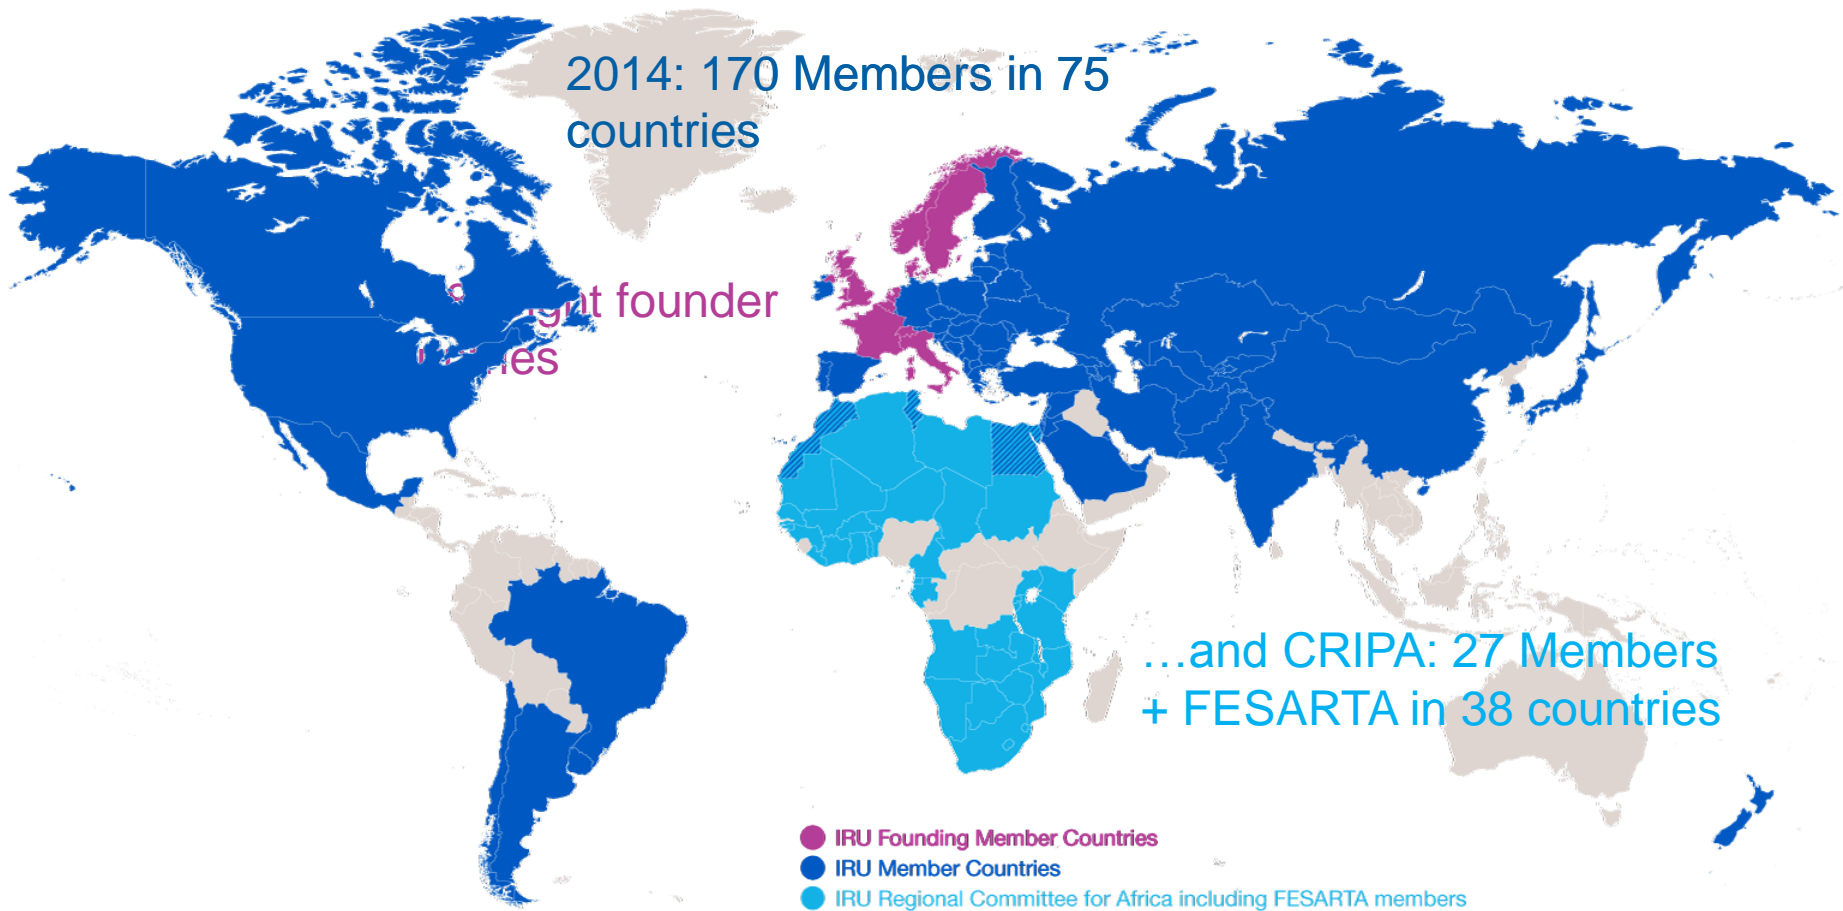 2014: 170 Members in 75
countries
founder
…and CRIPA: 27 Members
+ FESARTA in 38 countries
IRU Founding Member Countries
IRU Member Countries
IRU Regional Committee for Africa including FESARTA members